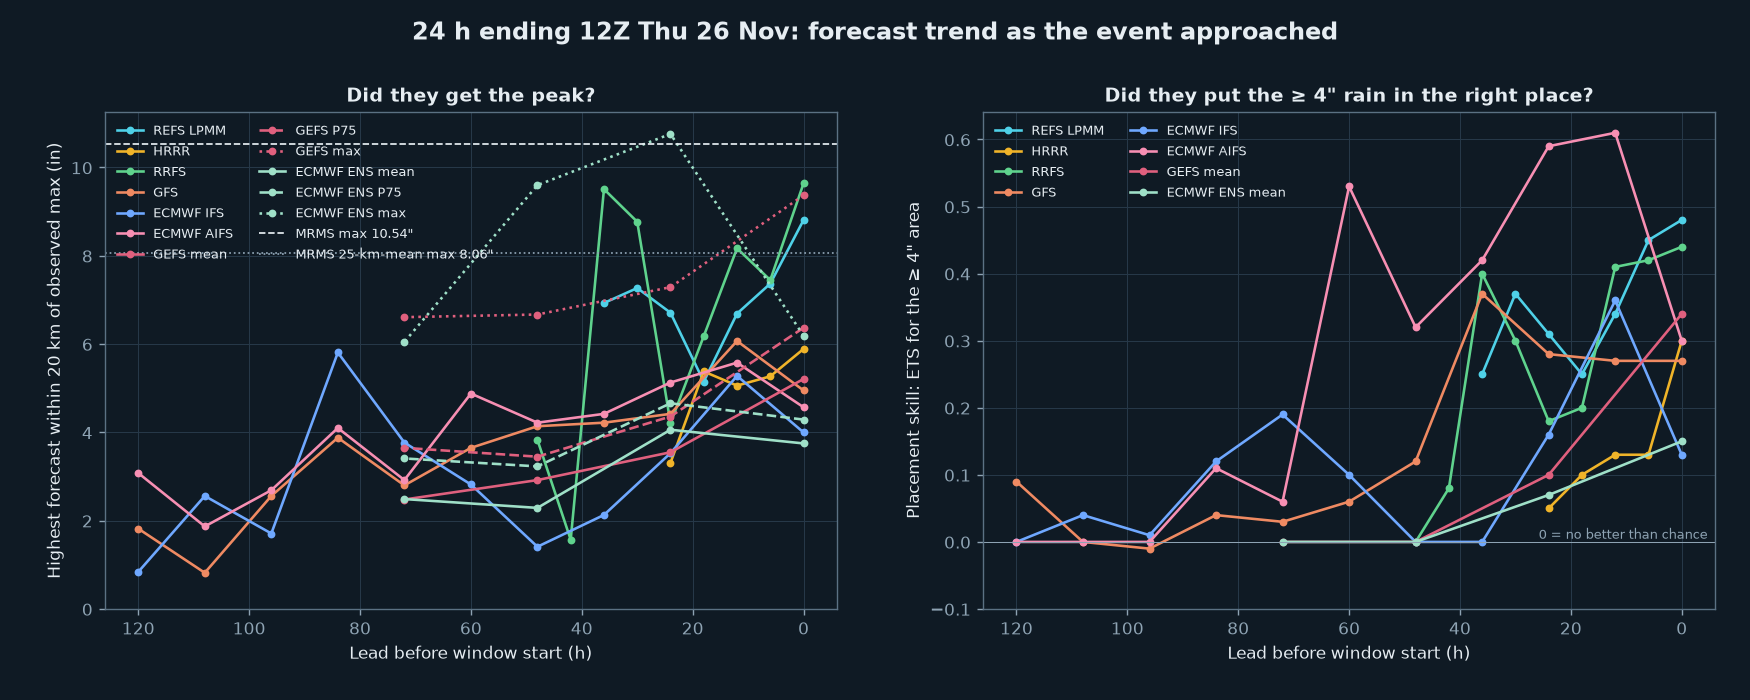 24 h ending 12Z Thu 26 Nov: forecast trend as the event approached
Did they get the peak?
Highest forecast within 20 km of observed max (in)
REFS LPMM
HRRR
RRFS
GFS
ECMWF IFS
ECMWF AIFS
GEFS mean
GEFS P75
GEFS max
ECMWF ENS mean
ECMWF ENS P75
ECMWF ENS max
MRMS max 10.54"
MRMS 25-km-mean max 8.06"
10
8
6
4
2
0
120 100 80 60 40 20 0
Lead before window start (h)
Did they put the ≥ 4" rain in the right place?
Placement skill: ETS for the ≥ 4" area
REFS LPMM
HRRR
RRFS
GFS
ECMWF IFS
ECMWF AIFS
GEFS mean
ECMWF ENS mean
0.6
0.5
0.4
0.3
0.2
0.1
0.0
−0.1
0 = no better than chance
120 100 80 60 40 20 0
Lead before window start (h)